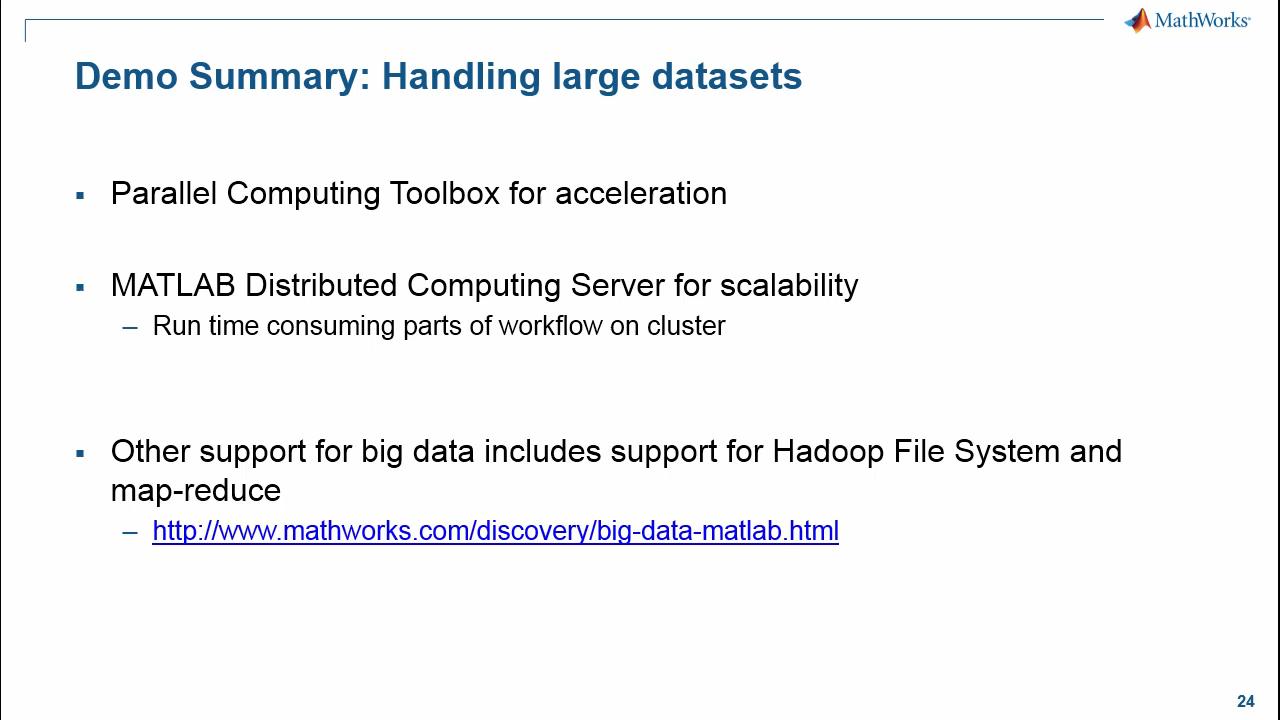 MathWorks®
Demo Summary: Handling large datasets
▪ Parallel Computing Toolbox for acceleration
▪ MATLAB Distributed Computing Server for scalability
– Run time consuming parts of workflow on cluster
▪ Other support for big data includes support for Hadoop File System and
map-reduce
– http://www.mathworks.com/discovery/big-data-matlab.html
24